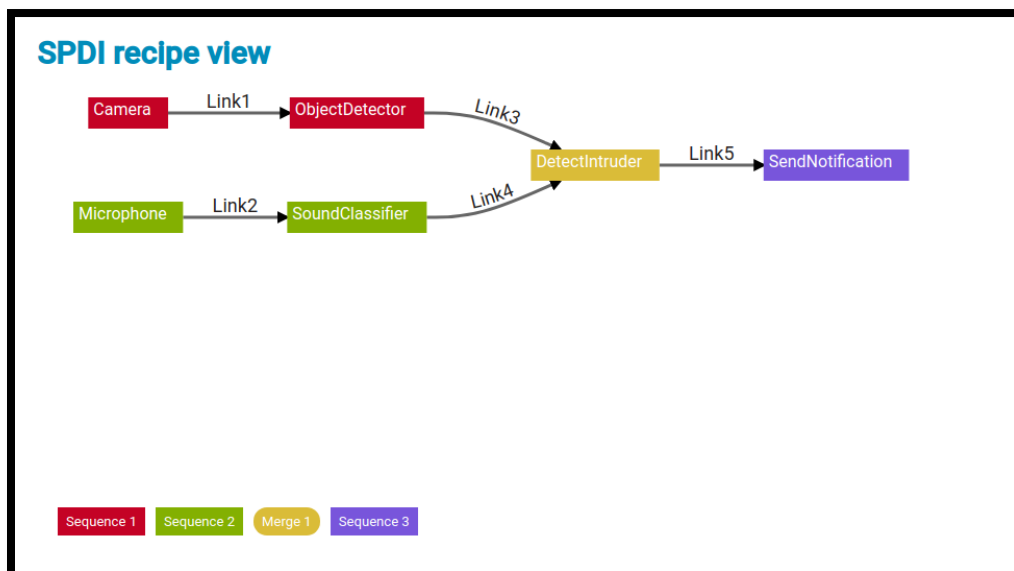 SPDI recipe view
Camera
Link1
ObjectDetector
Link3
DetectIntruder
Link5
SendNotification
Microphone
Link2
SoundClassifier
Link4
Sequence 1
Sequence 2
Merge 1
Sequence 3